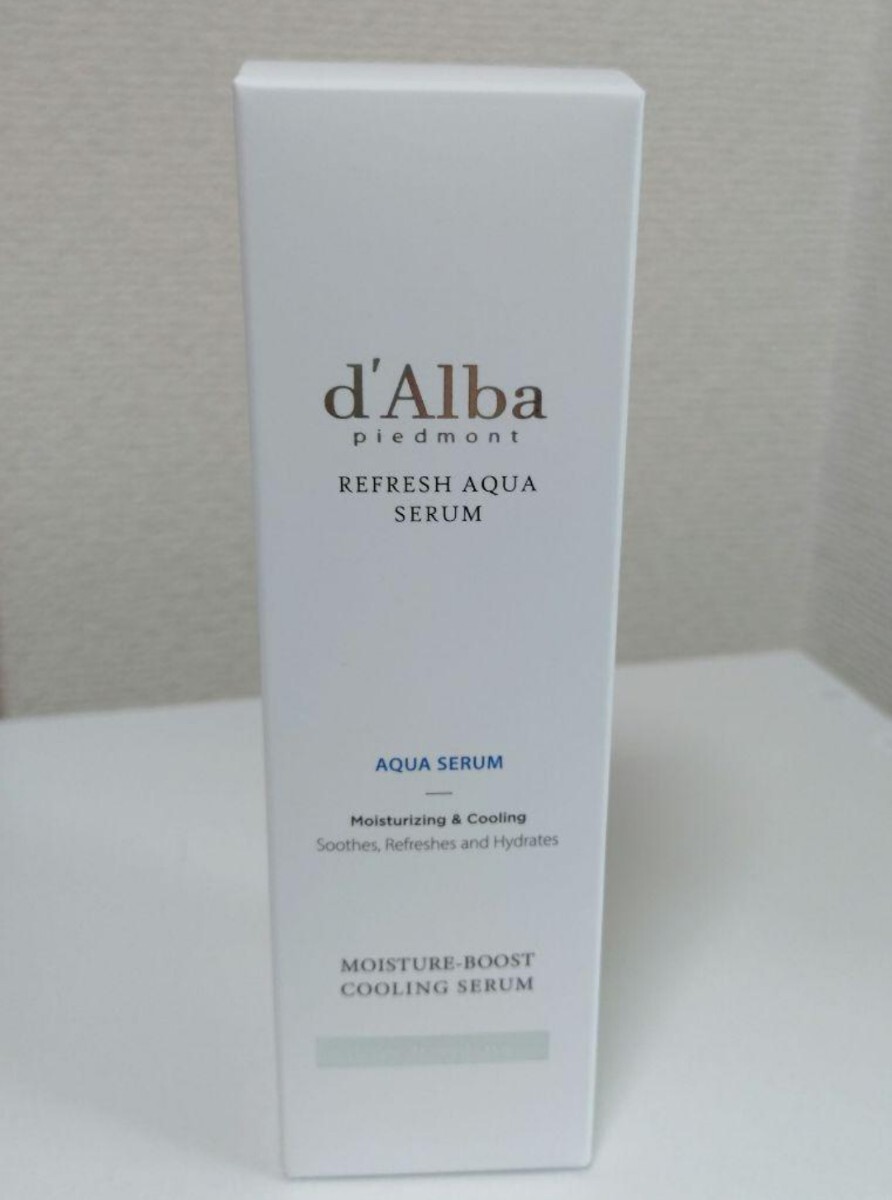 d'Alba
piedmont
REFRESH AQUA
SERUM
AQUA SERUM
Moisturizing & Cooling
Soothes, Refreshes and Hydrates
MOISTURE-BOOST
COOLING SERUM